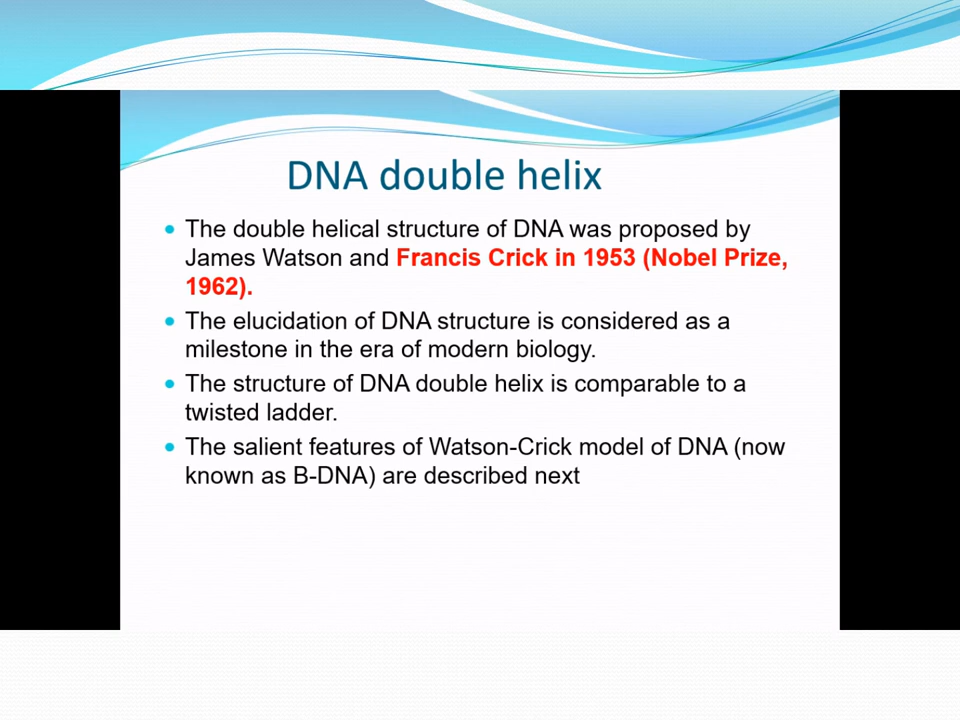 DNA double helix
The double helical structure of DNA was proposed by
James Watson and Francis Crick in 1953 (Nobel Prize,
1962).
The elucidation of DNA structure is considered as a
milestone in the era of modern biology.
The structure of DNA double helix is comparable to a
twisted ladder.
The salient features of Watson-Crick model of DNA (now
known as B-DNA) are described next